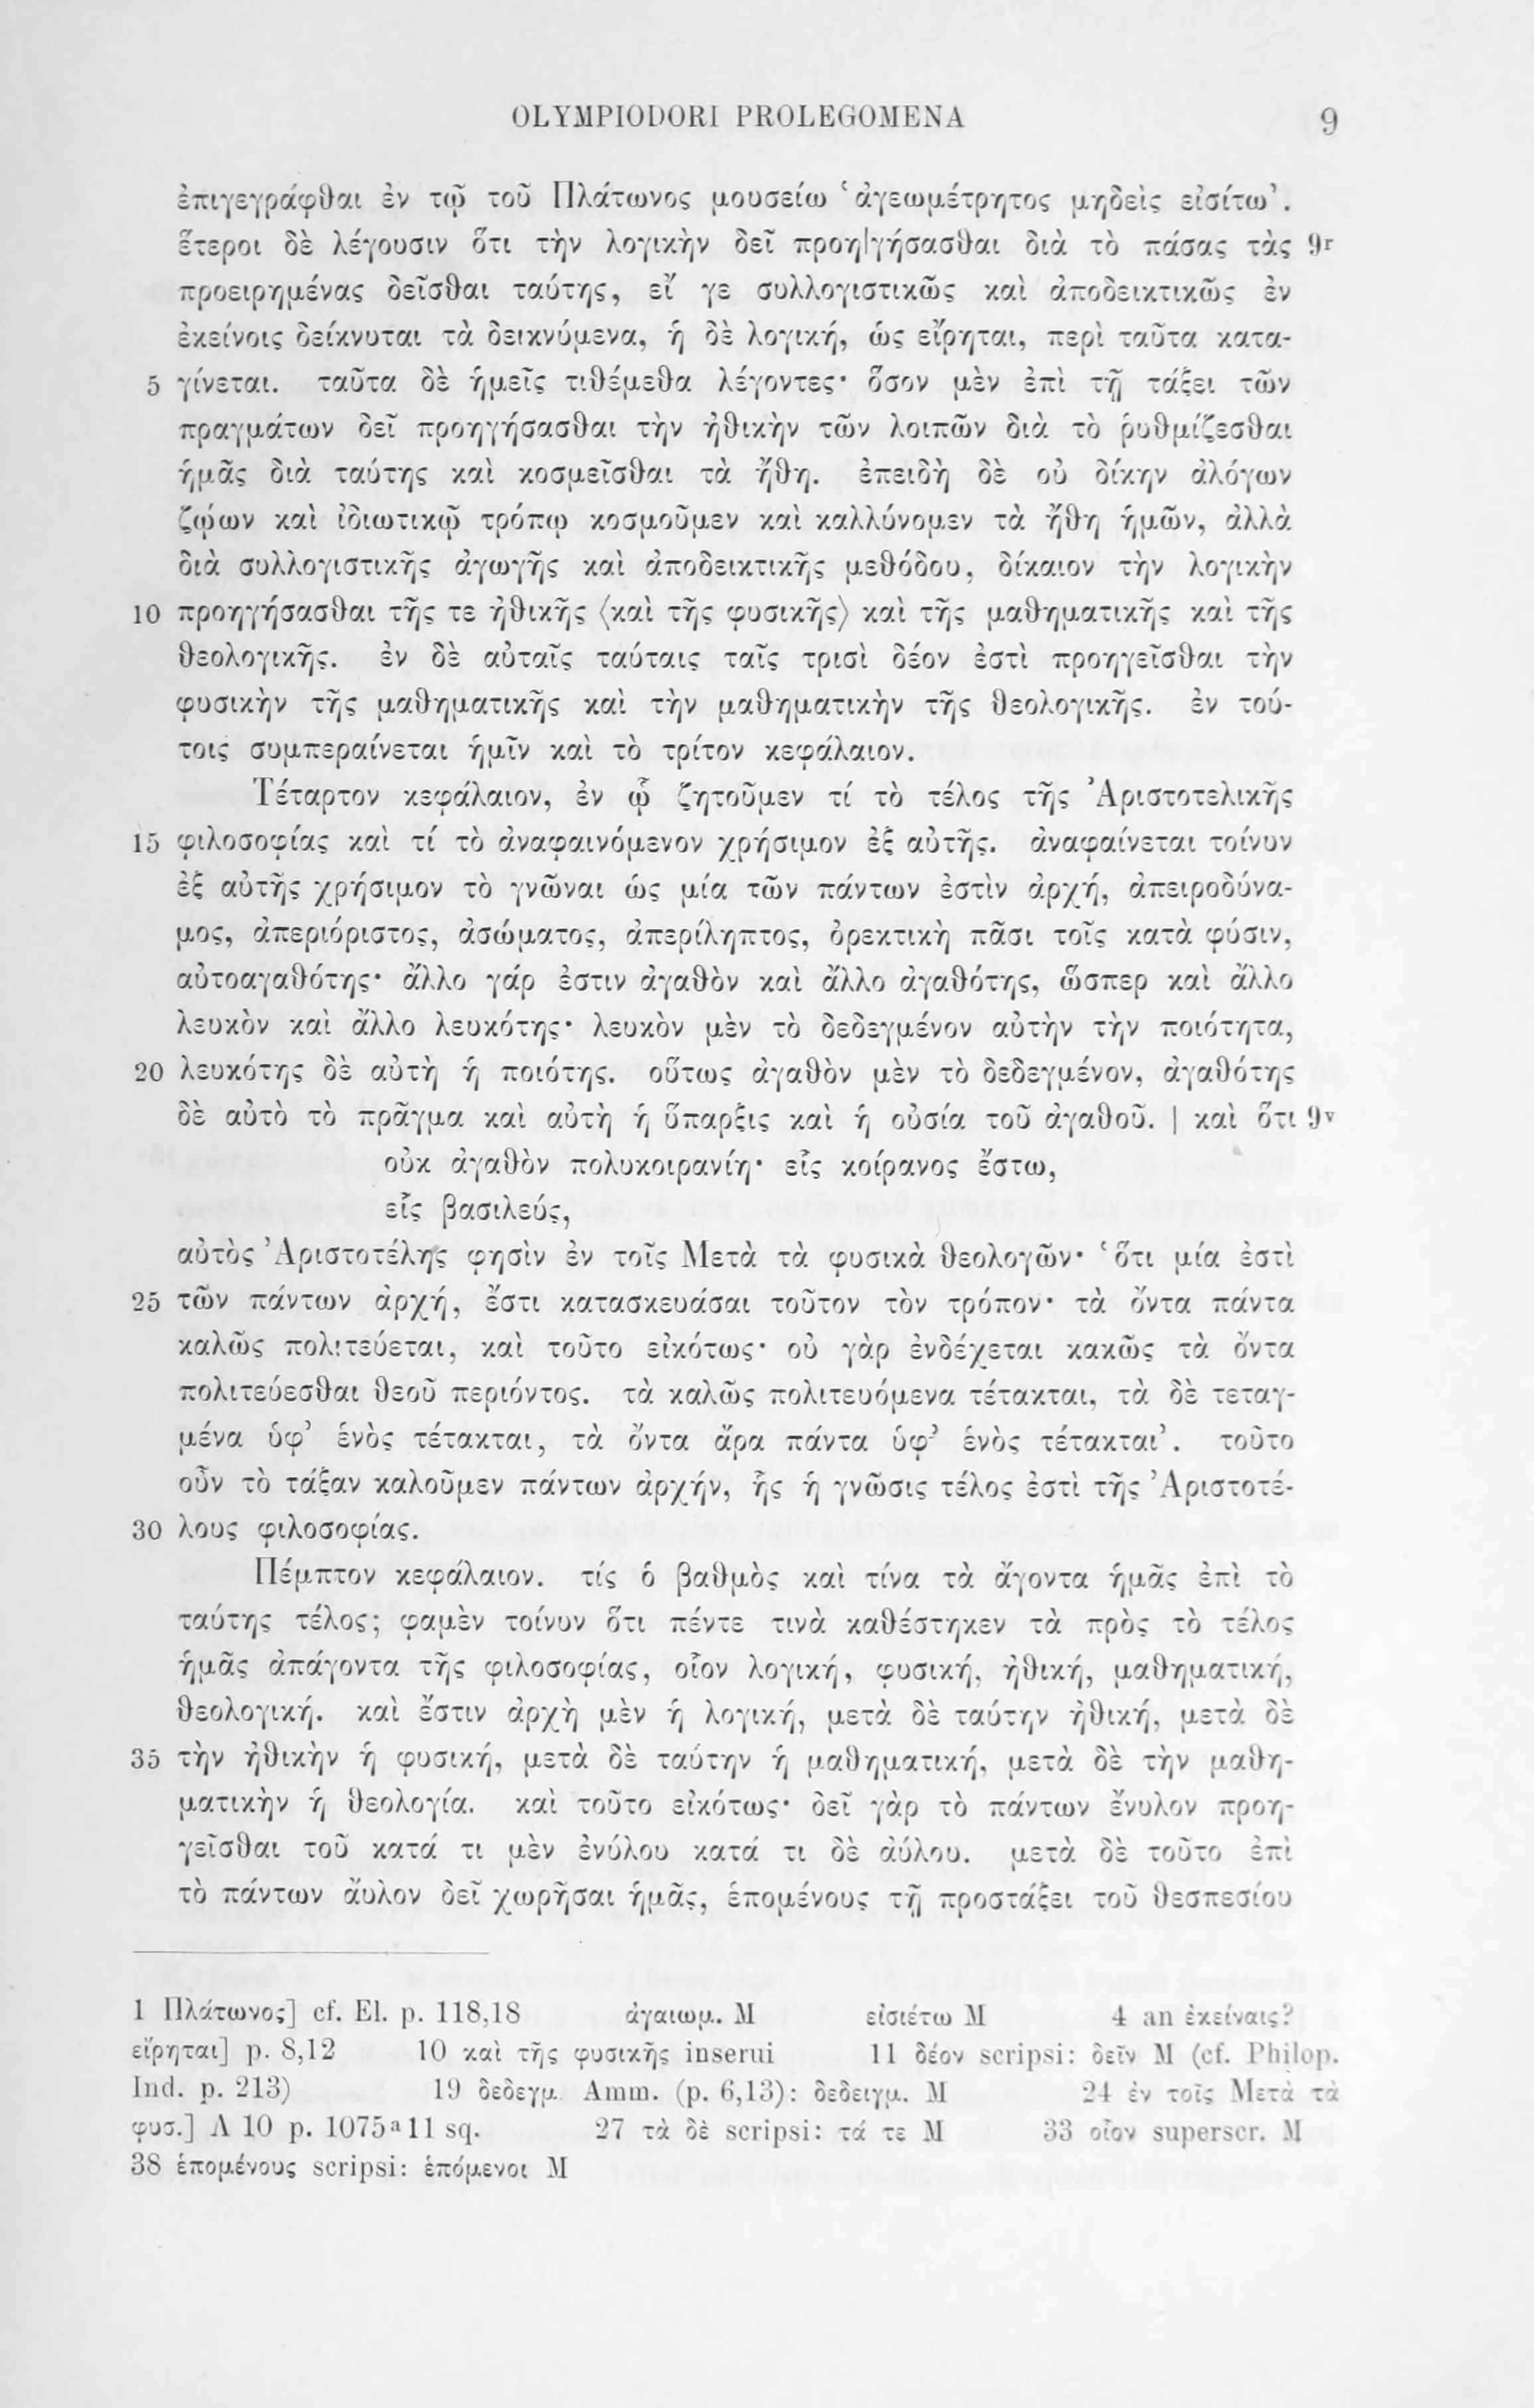 OLYMPIODORI PROLEGOMENA 9
ἐπιγεγράφθαι ἐν τῷ τοῦ Πλάτωνος μουσείω ‘ἀγεωμέτρητος μηδεὶς εἰσίτω’.
ἕτεροι δὲ λέγουσιν ὅτι τὴν λογικὴν δεῖ προη|γήσασθαι διὰ τὸ πάσας τὰς 9r
προειρημένας δεῖσθαι ταύτης, εἴ γε συλλογιστικῶς καὶ ἀποδεικτικῶς ἐν
ἐκείνοις δείκνυται τὰ δεικνύμενα, ἡ δὲ λογική, ὡς εἴρηται, περὶ ταῦτα κατα-
5 γίνεται. ταῦτα δὲ ἡμεῖς τιθέμεθα λέγοντες· ὅσον μὲν ἐπὶ τῇ τάξει τῶν
πραγμάτων δεῖ προηγήσασθαι τὴν ἠθικὴν τῶν λοιπῶν διὰ τὸ ῥυθμίζεσθαι
ἡμᾶς διὰ ταύτης καὶ κοσμεῖσθαι τὰ ἤθη. ἐπειδὴ δὲ οὐ δίκην ἀλόγων
ζῴων καὶ ἰδιωτικῷ τρόπῳ κοσμοῦμεν καὶ καλλύνομεν τὰ ἤθη ἡμῶν, ἀλλὰ
διὰ συλλογιστικῆς ἀγωγῆς καὶ ἀποδεικτικῆς μεθόδου, δίκαιον τὴν λογικὴν
10 προηγήσασθαι τῆς τε ἠθικῆς ⟨καὶ τῆς φυσικῆς⟩ καὶ τῆς μαθηματικῆς καὶ τῆς
θεολογικῆς. ἐν δὲ αὐταῖς ταύταις ταῖς τρισὶ δέον ἐστὶ προηγεῖσθαι τὴν
φυσικὴν τῆς μαθηματικῆς καὶ τὴν μαθηματικὴν τῆς θεολογικῆς. ἐν τού-
τοις συμπεραίνεται ἡμῖν καὶ τὸ τρίτον κεφάλαιον.
Τέταρτον κεφάλαιον, ἐν ᾧ ζητοῦμεν τί τὸ τέλος τῆς Ἀριστοτελικῆς
15 φιλοσοφίας καὶ τί τὸ ἀναφαινόμενον χρήσιμον ἐξ αὐτῆς. ἀναφαίνεται τοίνυν
ἐξ αὐτῆς χρήσιμον τὸ γνῶναι ὡς μία τῶν πάντων ἐστὶν ἀρχή, ἀπειροδύνα-
μος, ἀπεριόριστος, ἀσώματος, ἀπερίληπτος, ὀρεκτικὴ πᾶσι τοῖς κατὰ φύσιν,
αὐτοαγαθότης· ἄλλο γάρ ἐστιν ἀγαθὸν καὶ ἄλλο ἀγαθότης, ὥσπερ καὶ ἄλλο
λευκὸν καὶ ἄλλο λευκότης· λευκὸν μὲν τὸ δεδεγμένον αὐτὴν τὴν ποιότητα,
20 λευκότης δὲ αὐτὴ ἡ ποιότης. οὕτως ἀγαθὸν μὲν τὸ δεδεγμένον, ἀγαθότης
δὲ αὐτὸ τὸ πρᾶγμα καὶ αὐτὴ ἡ ὕπαρξις καὶ ἡ οὐσία τοῦ ἀγαθοῦ. | καὶ ὅτι 9v
οὐκ ἀγαθὸν πολυκοιρανίη· εἷς κοίρανος ἔστω,
εἷς βασιλεύς,
αὐτὸς Ἀριστοτέλης φησὶν ἐν τοῖς Μετὰ τὰ φυσικὰ θεολογῶν· ‘ὅτι μία ἐστὶ
25 τῶν πάντων ἀρχή, ἔστι κατασκευάσαι τοῦτον τὸν τρόπον· τὰ ὄντα πάντα
καλῶς πολιτεύεται, καὶ τοῦτο εἰκότως· οὐ γὰρ ἐνδέχεται κακῶς τὰ ὄντα
πολιτεύεσθαι θεοῦ περιόντος. τὰ καλῶς πολιτευόμενα τέτακται, τὰ δὲ τεταγ-
μένα ὑφ’ ἑνὸς τέτακται, τὰ ὄντα ἄρα πάντα ὑφ’ ἑνὸς τέτακται’. τοῦτο
οὖν τὸ τάξαν καλοῦμεν πάντων ἀρχήν, ἧς ἡ γνῶσις τέλος ἐστὶ τῆς Ἀριστοτέ-
30 λους φιλοσοφίας.
Πέμπτον κεφάλαιον. τίς ὁ βαθμὸς καὶ τίνα τὰ ἄγοντα ἡμᾶς ἐπὶ τὸ
ταύτης τέλος; φαμὲν τοίνυν ὅτι πέντε τινὰ καθέστηκεν τὰ πρὸς τὸ τέλος
ἡμᾶς ἀπάγοντα τῆς φιλοσοφίας, οἷον λογική, φυσική, ἠθική, μαθηματική,
θεολογική. καὶ ἔστιν ἀρχὴ μὲν ἡ λογική, μετὰ δὲ ταύτην ἠθική, μετὰ δὲ
35 τὴν ἠθικὴν ἡ φυσική, μετὰ δὲ ταύτην ἡ μαθηματική, μετὰ δὲ τὴν μαθη-
ματικὴν ἡ θεολογία. καὶ τοῦτο εἰκότως· δεῖ γὰρ τὸ πάντων ἔνυλον προη-
γεῖσθαι τοῦ κατά τι μὲν ἐνύλου κατά τι δὲ ἀύλου. μετὰ δὲ τοῦτο ἐπὶ
τὸ πάντων ἄυλον δεῖ χωρῆσαι ἡμᾶς, ἑπομένους τῇ προστάξει τοῦ θεσπεσίου
1 Πλάτωνος] cf. El. p. 118,18 ἀγαιωμ. M εἰσιέτω M 4 an ἐκείναις?
εἴρηται] p. 8,12 10 καὶ τῆς φυσικῆς inserui 11 δέον scripsi: δεῖν M (cf. Philop.
Ind. p. 213) 19 δεδεγμ. Amm. (p. 6,13): δεδειγμ. M 24 ἐν τοῖς Μετὰ τὰ
φυσ.] Λ 10 p. 1075a11 sq. 27 τὰ δὲ scripsi: τά τε M 33 οἷον superscr. M
38 ἑπομένους scripsi: ἑπόμενοι M